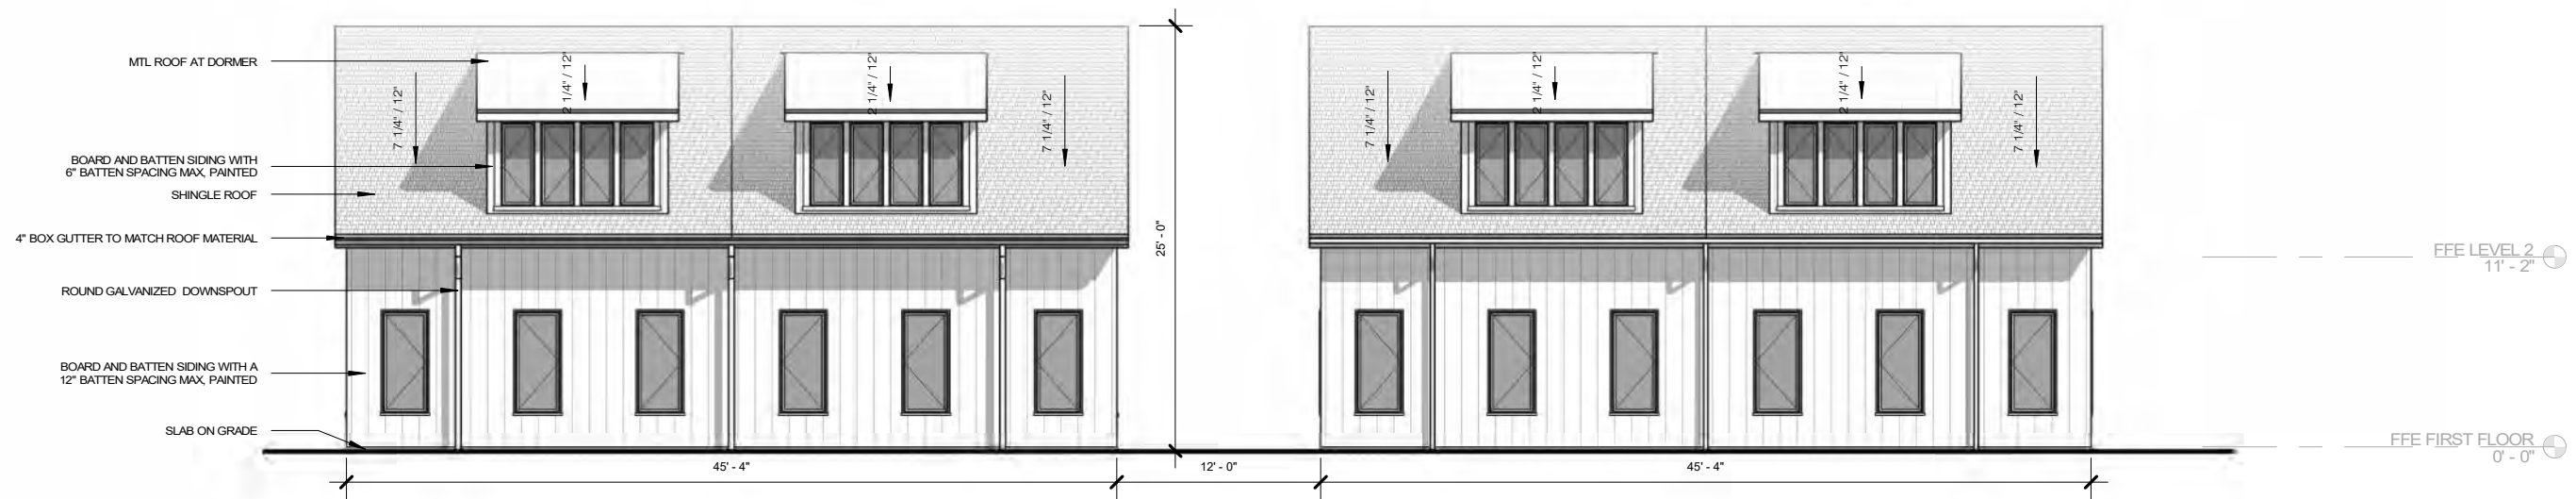 MTL ROOF AT DORMER
BOARD AND BATTEN SIDING WITH
6" BATTEN SPACING MAX, PAINTED
SHINGLE ROOF
4" BOX GUTTER TO MATCH ROOF MATERIAL
ROUND GALVANIZED DOWNSPOUT
BOARD AND BATTEN SIDING WITH A
12" BATTEN SPACING MAX, PAINTED
SLAB ON GRADE
7 1/4" / 12"
2 1/4" / 12"
2 1/4" / 12"
7 1/4" / 12"
25' - 0"
7 1/4" / 12"
2 1/4" / 12"
2 1/4" / 12"
7 1/4" / 12"
FFE LEVEL 2
11' - 2"
FFE FIRST FLOOR
0' - 0"
45' - 4"
12' - 0"
45' - 4"